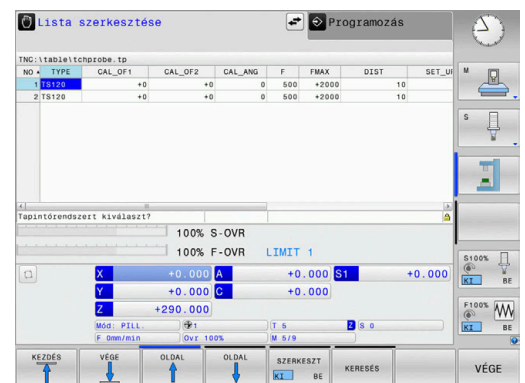 Lista szerkesztése
Programozás
TNC:\table\tchprobe.tp
NO TYPE CAL_OF1 CAL_OF2 CAL_ANG F FMAX DIST SET_UI
1 TS120 +0 +0 0 500 +2000 10
2 TS120 +0 +0 0 500 +2000 10
Tapintórendszert kiválaszt?
100% S-OVR
100% F-OVR LIMIT 1
X +0.000 A +0.000 S1 +0.000
Y +0.000 C +0.000
Z +290.000
Mód: PILL. 1 T 5 Z S 0
F 0mm/min Ovr 100% M 5/9
M
S
S100%
KI BE
F100%
KI BE
KEZDÉS VÉGE OLDAL OLDAL SZERKESZT KERESÉS VÉGE
KI BE